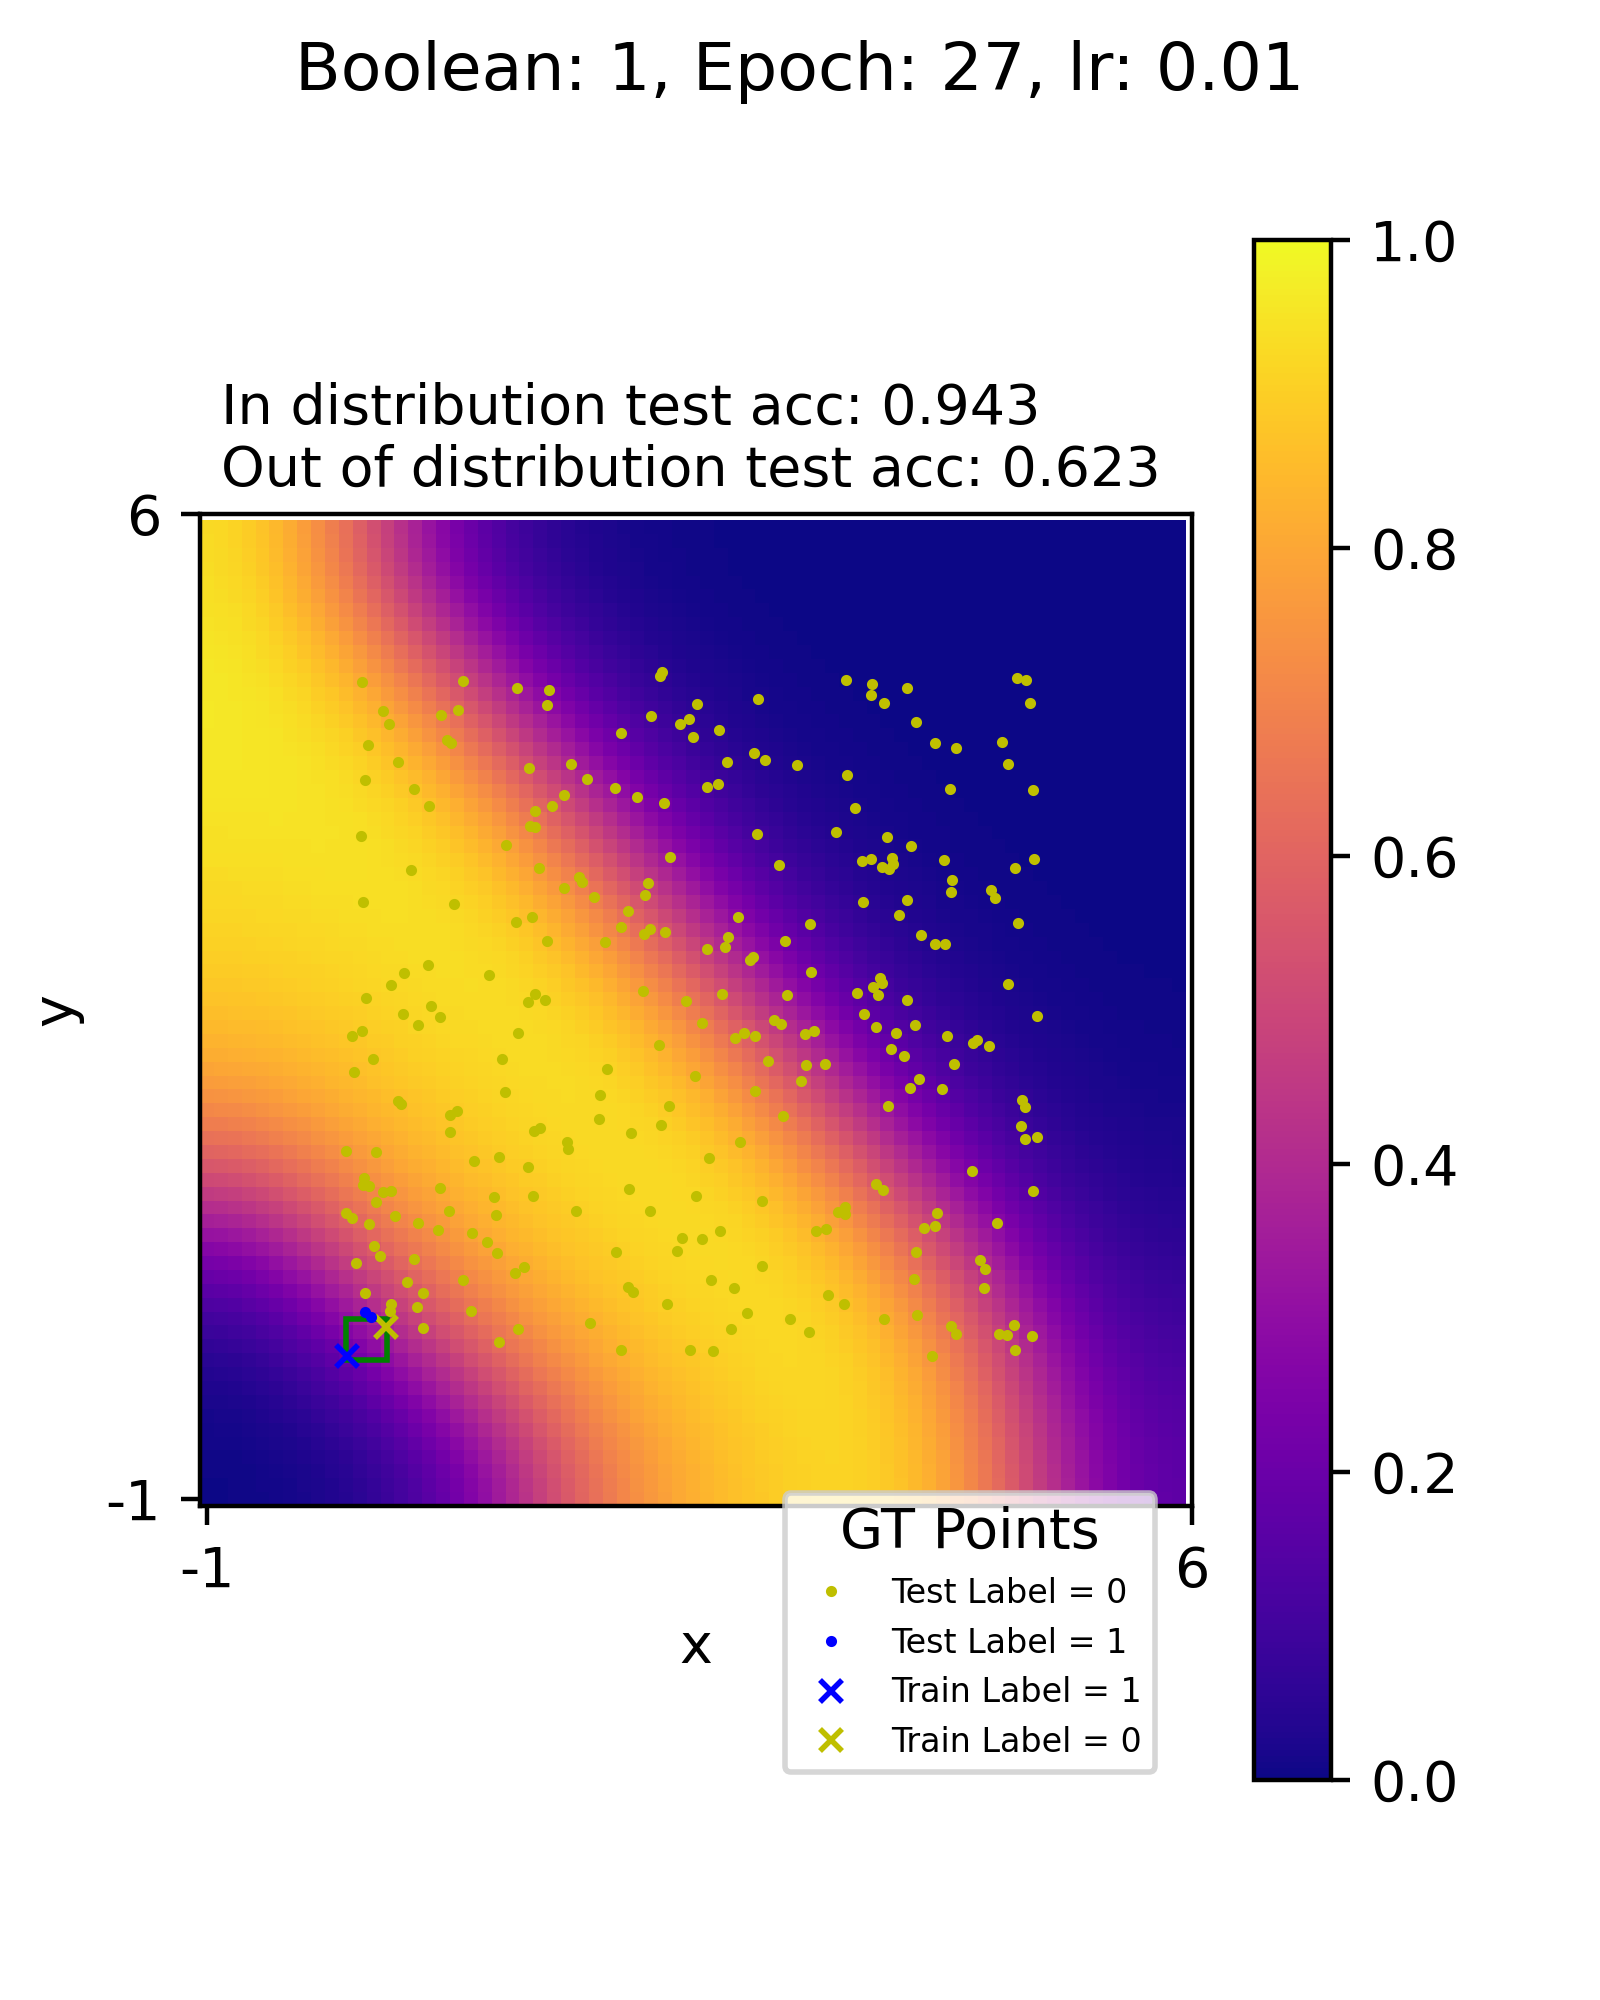 Boolean: 1, Epoch: 27, lr: 0.01
In distribution test acc: 0.943
Out of distribution test acc: 0.623
6
y
-1
-1
6
x
1.0
0.8
0.6
0.4
0.2
0.0
GT Points
Test Label = 0
Test Label = 1
Train Label = 1
Train Label = 0